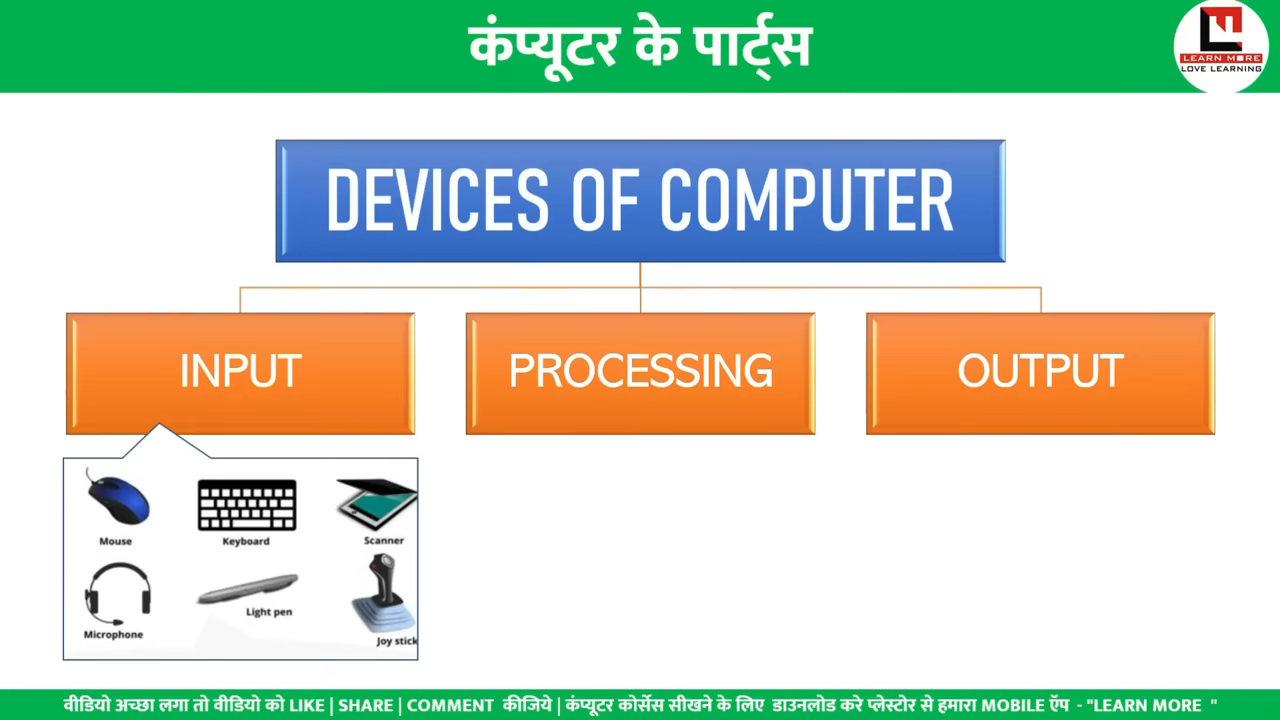 कंप्यूटर के पार्ट्स
LEARN MORE
LOVE LEARNING
DEVICES OF COMPUTER
INPUT
PROCESSING
OUTPUT
Mouse
Keyboard
Scanner
Microphone
Light pen
Joy stick
वीडियो अच्छा लगा तो वीडियो को LIKE | SHARE | COMMENT कीजिये | कंप्यूटर कोर्सेस सीखने के लिए डाउनलोड करे प्लेस्टोर से हमारा MOBILE ऍप - "LEARN MORE "